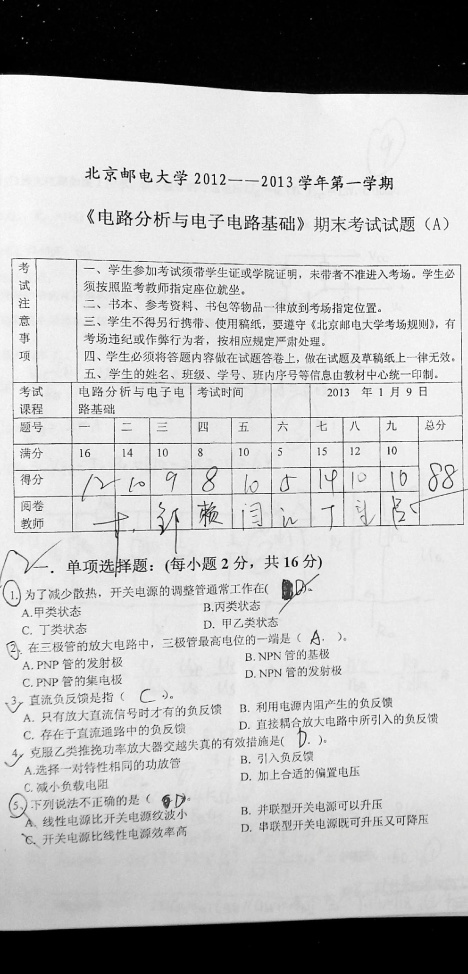 北京邮电大学 2012——2013 学年第一学期
《电路分析与电子电路基础》期末考试试题（A）
考试注意事项
一、学生参加考试须带学生证或学院证明，未带者不准进入考场。学生必
须按照监考教师指定座位就坐。
二、书本、参考资料、书包等物品一律放到考场指定位置。
三、学生不得另行携带、使用稿纸，要遵守《北京邮电大学考场规则》，有
考场违纪或作弊行为者，按相应规定严肃处理。
四、学生必须将答题内容做在试题答卷上，做在试题及草稿纸上一律无效。
五、学生的姓名、班级、学号、班内序号等信息由教材中心统一印制。
考试课程 电路分析与电子电路基础 考试时间 2013 年 1 月 9 日
题号 一 二 三 四 五 六 七 八 九 总分
满分 16 14 10 8 10 5 15 12 10
得分 12 10 9 8 10 5 14 10 10 88
阅卷教师
一．单项选择题：(每小题 2 分，共 16 分)
1. 为了减少散热，开关电源的调整管通常工作在( D )。
A.甲类状态 B.丙类状态
C. 丁类状态 D. 甲乙类状态
2. 在三极管的放大电路中，三极管最高电位的一端是（ A. ）。
A. PNP 管的发射极 B. NPN 管的基极
C. PNP 管的集电极 D. NPN 管的发射极
3. 直流负反馈是指（ C ）。
A. 只有放大直流信号时才有的负反馈 B. 利用电源内阻产生的负反馈
C. 存在于直流通路中的负反馈 D. 直接耦合放大电路中所引入的负反馈
4. 克服乙类推挽功率放大器交越失真的有效措施是( D. )。
A.选择一对特性相同的功放管 B. 引入负反馈
C. 减小负载电阻 D. 加上合适的偏置电压
5. 下列说法不正确的是（ D ）。
A. 线性电源比开关电源纹波小 B. 并联型开关电源可以升压
C. 开关电源比线性电源效率高 D. 串联型开关电源既可升压又可降压